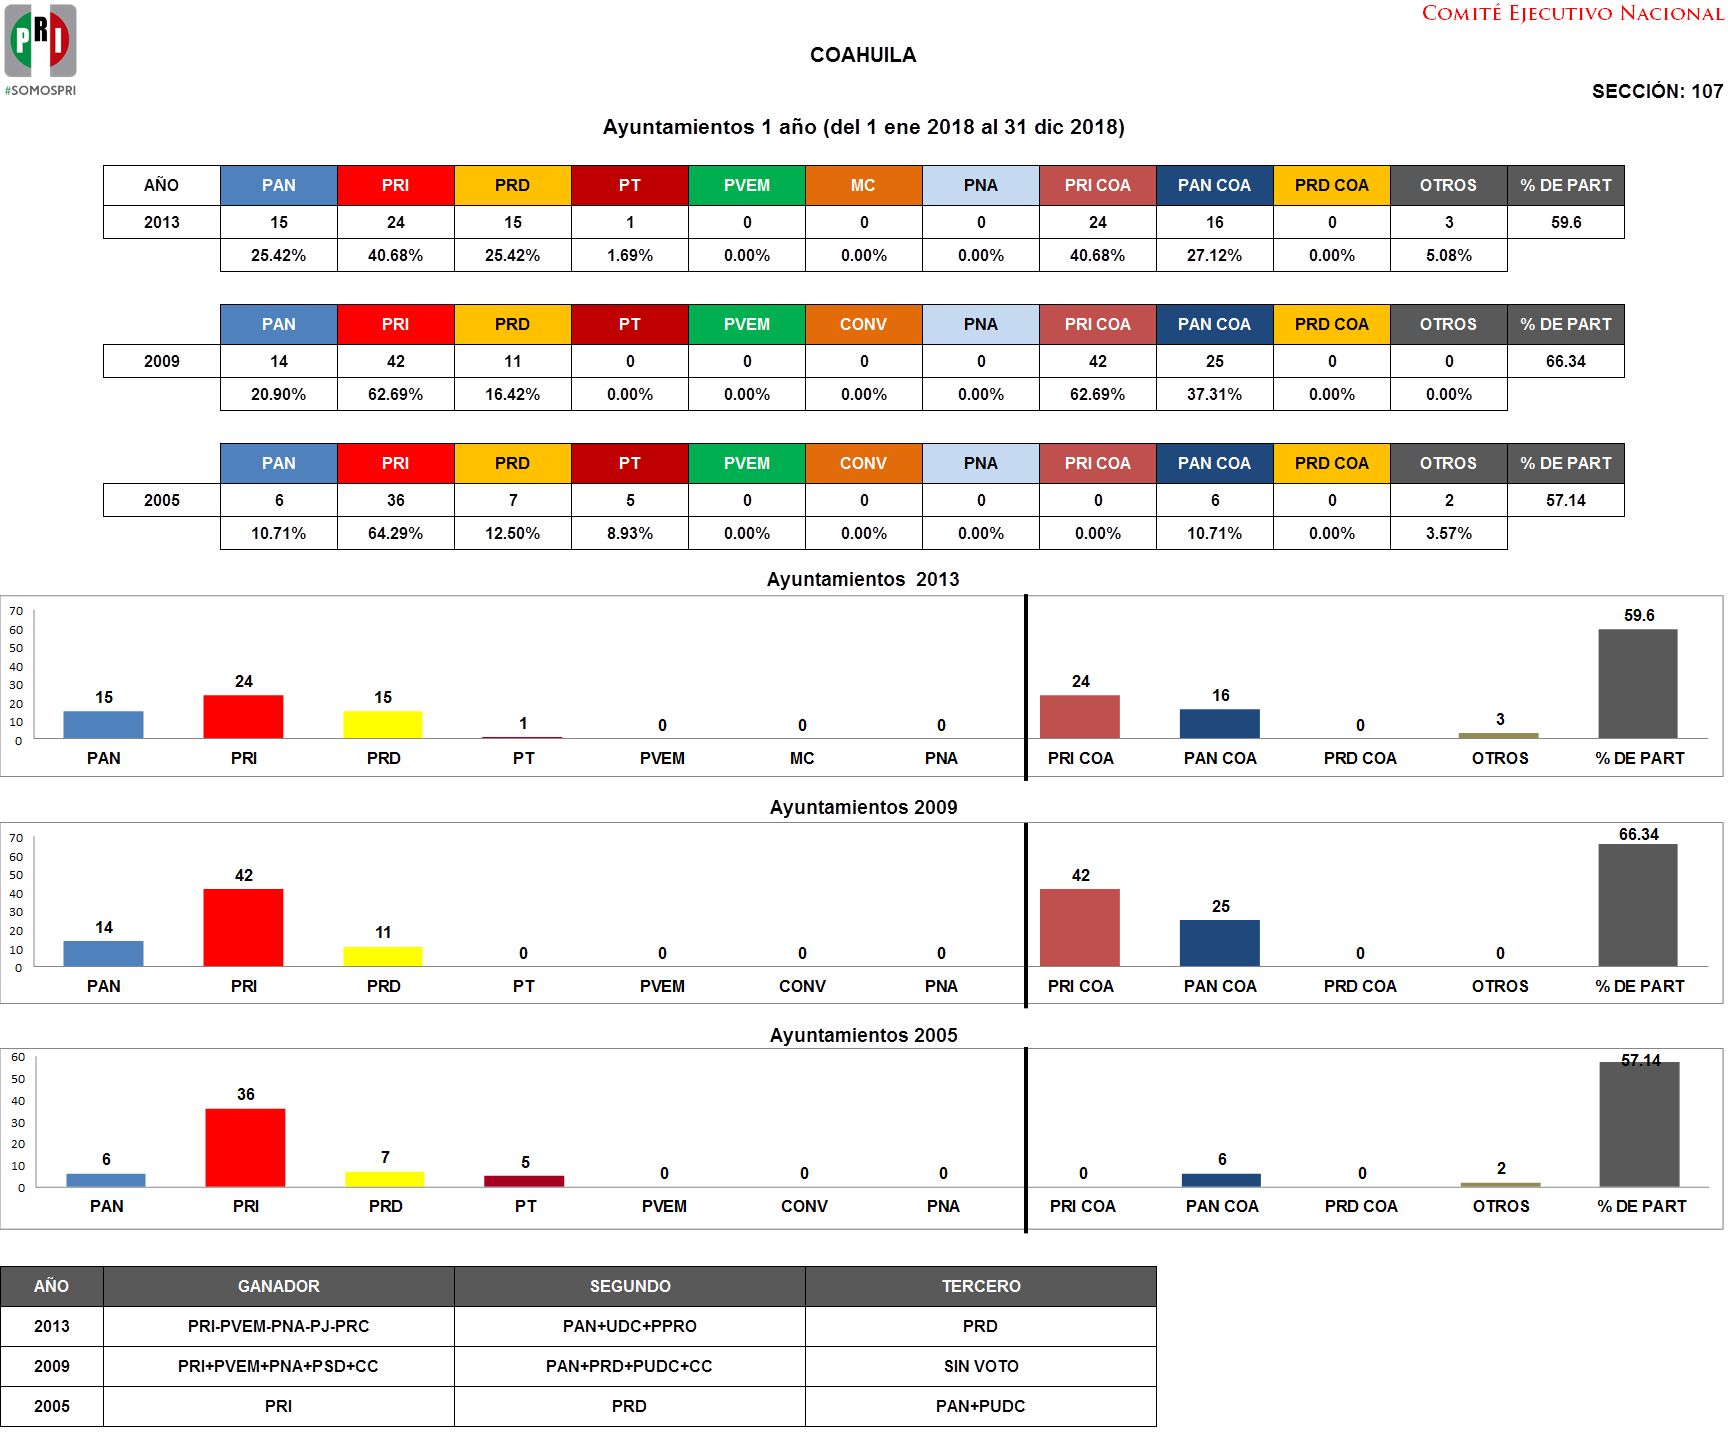 PRI
#SOMOSPRI
COMITÉ EJECUTIVO NACIONAL
COAHUILA
SECCIÓN: 107
Ayuntamientos 1 año (del 1 ene 2018 al 31 dic 2018)
AÑO PAN PRI PRD PT PVEM MC PNA PRI COA PAN COA PRD COA OTROS % DE PART
2013 15 24 15 1 0 0 0 24 16 0 3 59.6
25.42% 40.68% 25.42% 1.69% 0.00% 0.00% 0.00% 40.68% 27.12% 0.00% 5.08%
PAN PRI PRD PT PVEM CONV PNA PRI COA PAN COA PRD COA OTROS % DE PART
2009 14 42 11 0 0 0 0 42 25 0 0 66.34
20.90% 62.69% 16.42% 0.00% 0.00% 0.00% 0.00% 62.69% 37.31% 0.00% 0.00%
PAN PRI PRD PT PVEM CONV PNA PRI COA PAN COA PRD COA OTROS % DE PART
2005 6 36 7 5 0 0 0 0 6 0 2 57.14
10.71% 64.29% 12.50% 8.93% 0.00% 0.00% 0.00% 0.00% 10.71% 0.00% 3.57%
Ayuntamientos 2013
70
60
50
40
30
20
10
0
15 24 15 1 0 0 0 24 16 0 3 59.6
PAN PRI PRD PT PVEM MC PNA PRI COA PAN COA PRD COA OTROS % DE PART
Ayuntamientos 2009
70
60
50
40
30
20
10
0
14 42 11 0 0 0 0 42 25 0 0 66.34
PAN PRI PRD PT PVEM CONV PNA PRI COA PAN COA PRD COA OTROS % DE PART
Ayuntamientos 2005
60
50
40
30
20
10
0
6 36 7 5 0 0 0 0 6 0 2 57.14
PAN PRI PRD PT PVEM CONV PNA PRI COA PAN COA PRD COA OTROS % DE PART
AÑO GANADOR SEGUNDO TERCERO
2013 PRI-PVEM-PNA-PJ-PRC PAN+UDC+PPRO PRD
2009 PRI+PVEM+PNA+PSD+CC PAN+PRD+PUDC+CC SIN VOTO
2005 PRI PRD PAN+PUDC